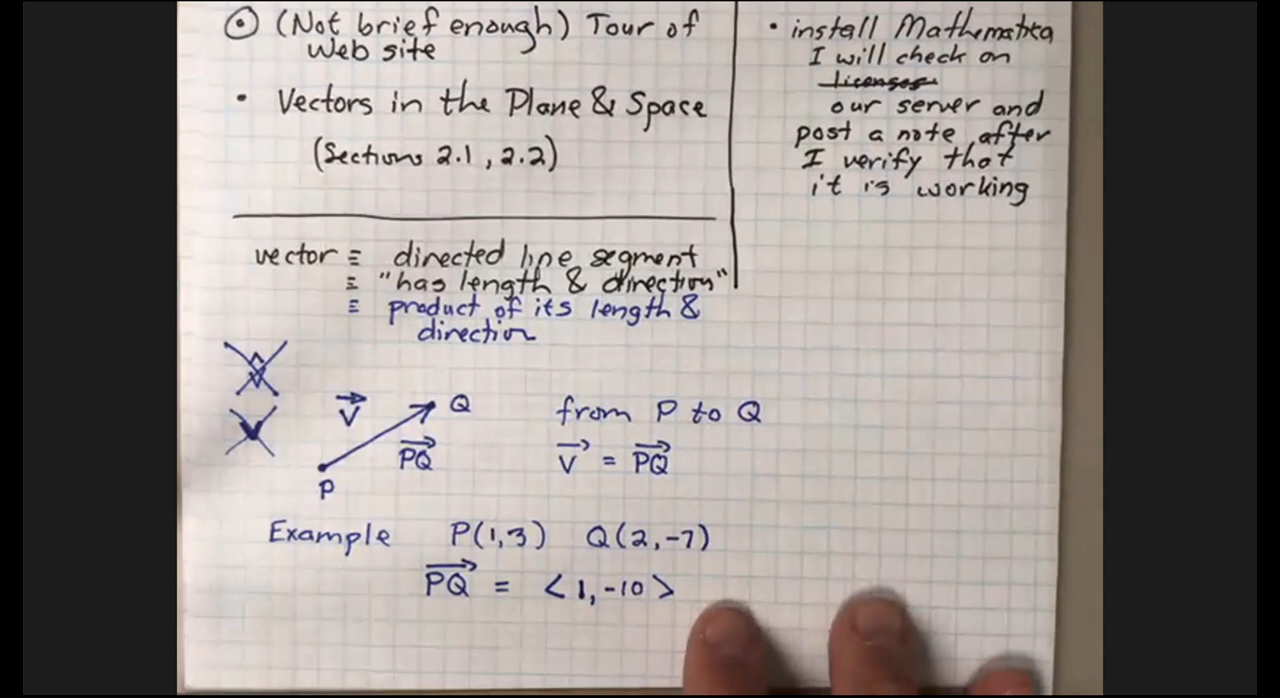 ⊙ (Not brief enough) Tour of
Web site
• Vectors in the Plane & Space
(Sections 2.1, 2.2)
• install Mathematica
I will check on
licenses
our server and
post a note after
I verify that
it is working
vector ≡ directed line segment
≡ "has length & direction"
≡ product of its length &
direction
V
V
→V Q from P to Q
→PQ →V = →PQ
P
Example P(1,3) Q(2,-7)
→PQ = <1,-10>